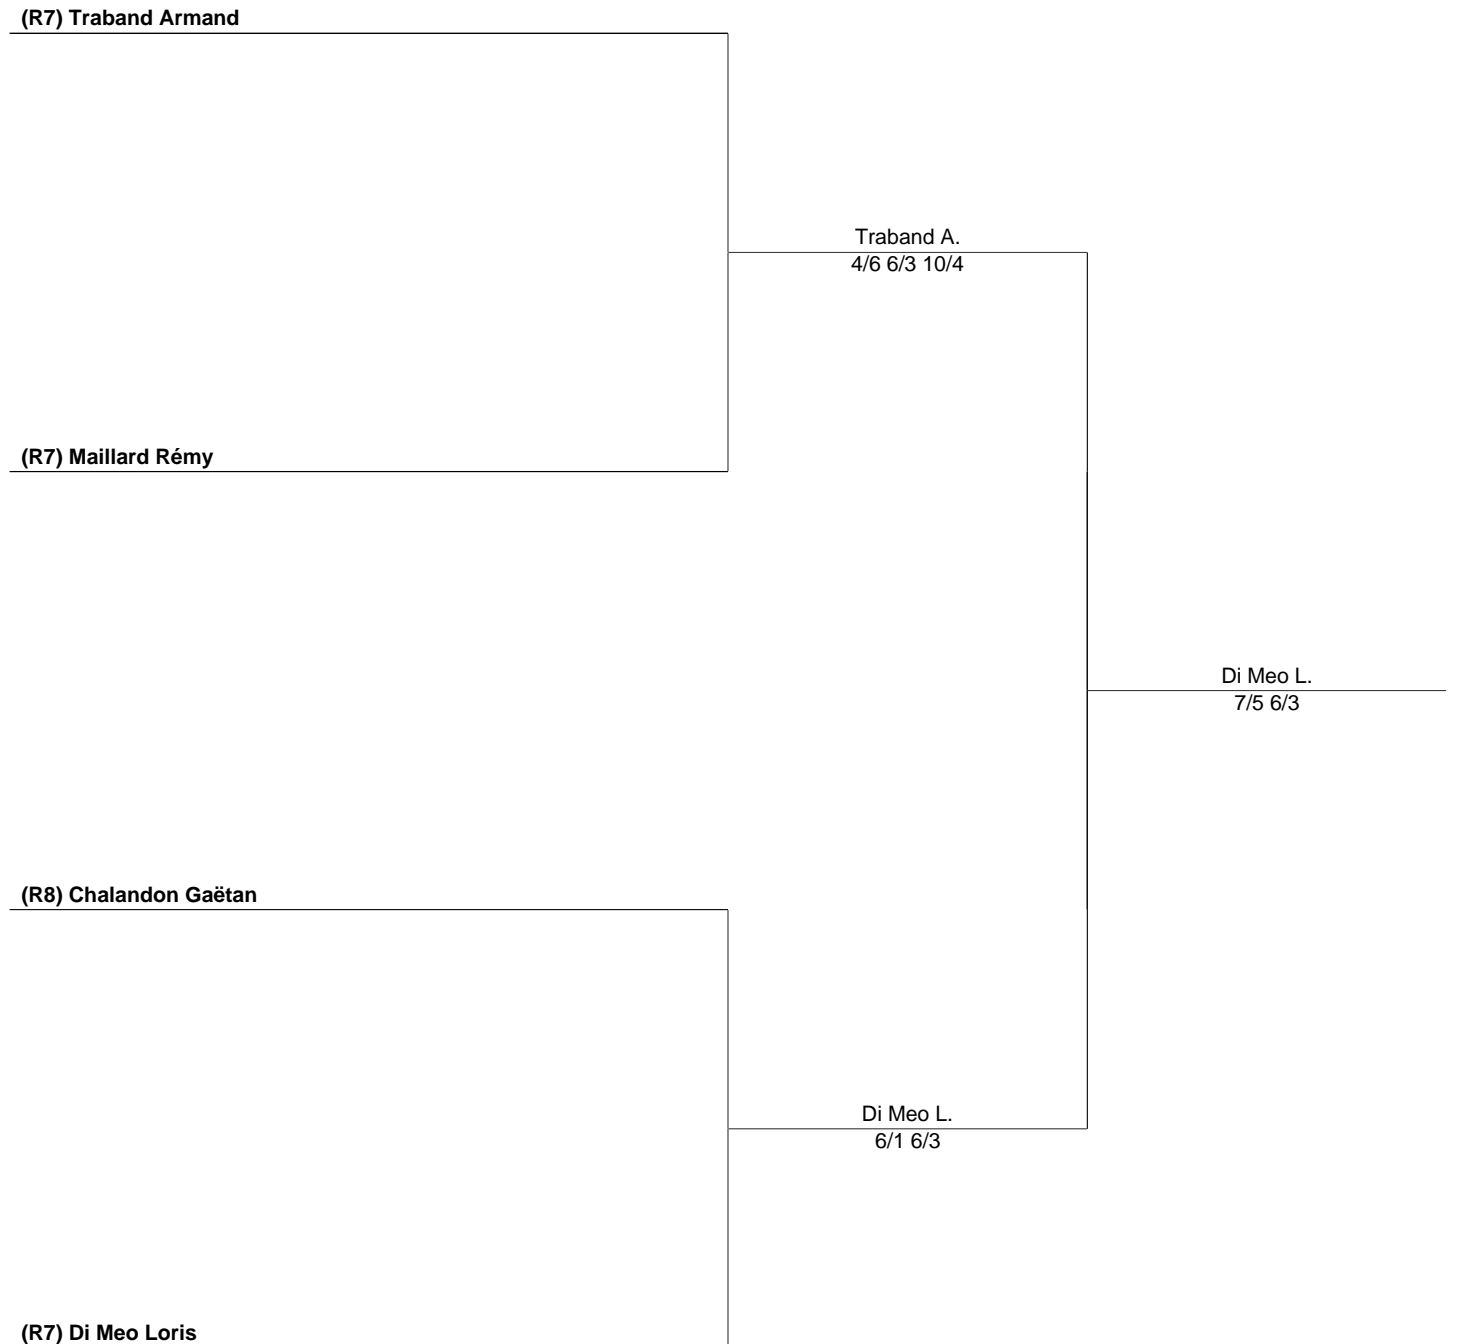 (R7) Traband Armand
Traband A.
4/6 6/3 10/4
(R7) Maillard Rémy
Di Meo L.
7/5 6/3
(R8) Chalandon Gaëtan
Di Meo L.
6/1 6/3
(R7) Di Meo Loris